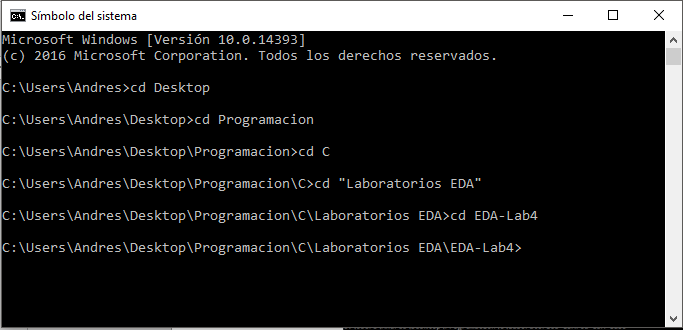 Símbolo del sistema
Microsoft Windows [Versión 10.0.14393]
(c) 2016 Microsoft Corporation. Todos los derechos reservados.
C:\Users\Andres>cd Desktop
C:\Users\Andres\Desktop>cd Programacion
C:\Users\Andres\Desktop\Programacion>cd C
C:\Users\Andres\Desktop\Programacion\C>cd "Laboratorios EDA"
C:\Users\Andres\Desktop\Programacion\C\Laboratorios EDA>cd EDA-Lab4
C:\Users\Andres\Desktop\Programacion\C\Laboratorios EDA\EDA-Lab4>